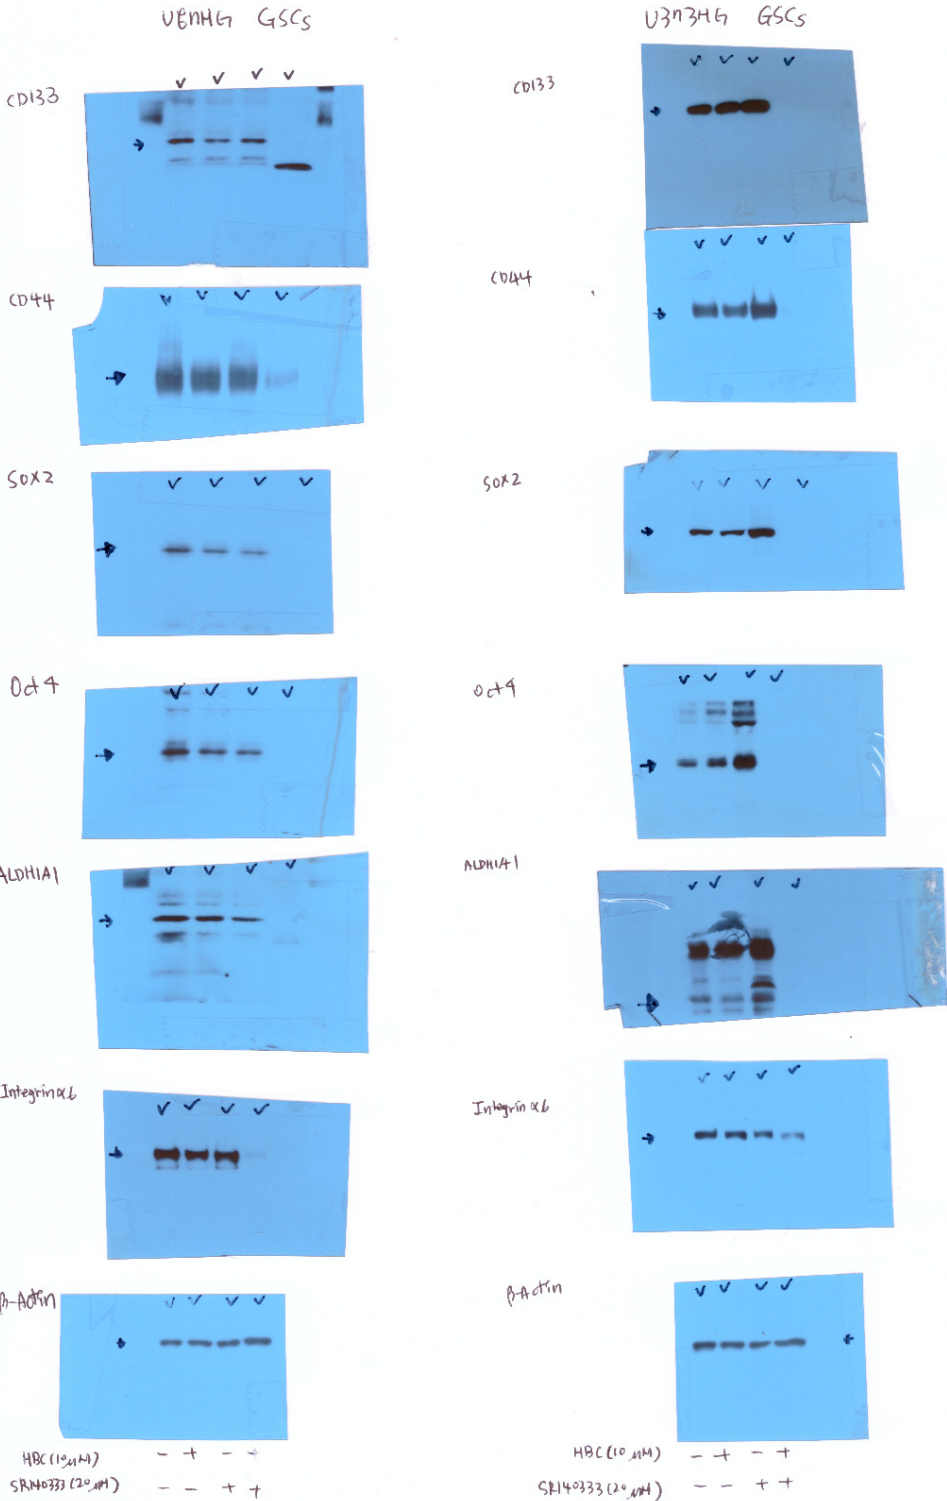 U87MG GSCs
CD133
CD44
SOX2
Oct4
ALDH1A1
Integrin α6
β-Actin
HBC (10 μM) - + - +
SR140333 (20 μM) - - + +
U373MG GSCs
CD133
CD44
SOX2
Oct4
ALDH1A1
Integrin α6
β-Actin
HBC (10 μM) - + - +
SR140333 (20 μM) - - + +